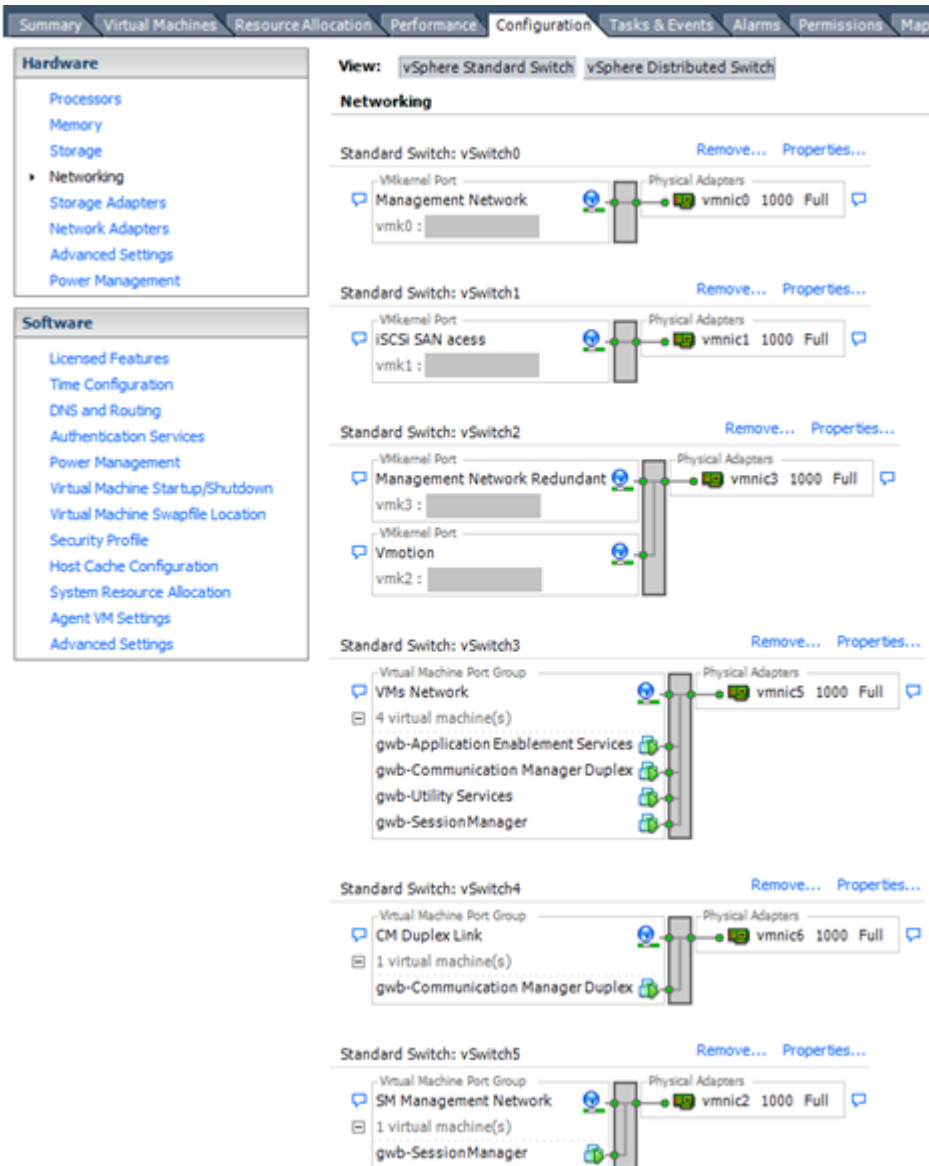 Summary Virtual Machines Resource Allocation Performance Configuration Tasks & Events Alarms Permissions Map
Hardware
Processors
Memory
Storage
Networking
Storage Adapters
Network Adapters
Advanced Settings
Power Management
Software
Licensed Features
Time Configuration
DNS and Routing
Authentication Services
Power Management
Virtual Machine Startup/Shutdown
Virtual Machine Swapfile Location
Security Profile
Host Cache Configuration
System Resource Allocation
Agent VM Settings
Advanced Settings
View: vSphere Standard Switch vSphere Distributed Switch
Networking
Standard Switch: vSwitch0 Remove... Properties...
VMkernel Port Physical Adapters
Management Network vmnic0 1000 Full
vmk0 :
Standard Switch: vSwitch1 Remove... Properties...
VMkernel Port Physical Adapters
iSCSi SAN acess vmnic1 1000 Full
vmk1 :
Standard Switch: vSwitch2 Remove... Properties...
VMkernel Port Physical Adapters
Management Network Redundant vmnic3 1000 Full
vmk3 :
VMkernel Port
Vmotion
vmk2 :
Standard Switch: vSwitch3 Remove... Properties...
Virtual Machine Port Group Physical Adapters
VMs Network vmnic5 1000 Full
4 virtual machine(s)
gwb-Application Enablement Services
gwb-Communication Manager Duplex
gwb-Utility Services
gwb-SessionManager
Standard Switch: vSwitch4 Remove... Properties...
Virtual Machine Port Group Physical Adapters
CM Duplex Link vmnic6 1000 Full
1 virtual machine(s)
gwb-Communication Manager Duplex
Standard Switch: vSwitch5 Remove... Properties...
Virtual Machine Port Group Physical Adapters
SM Management Network vmnic2 1000 Full
1 virtual machine(s)
gwb-SessionManager